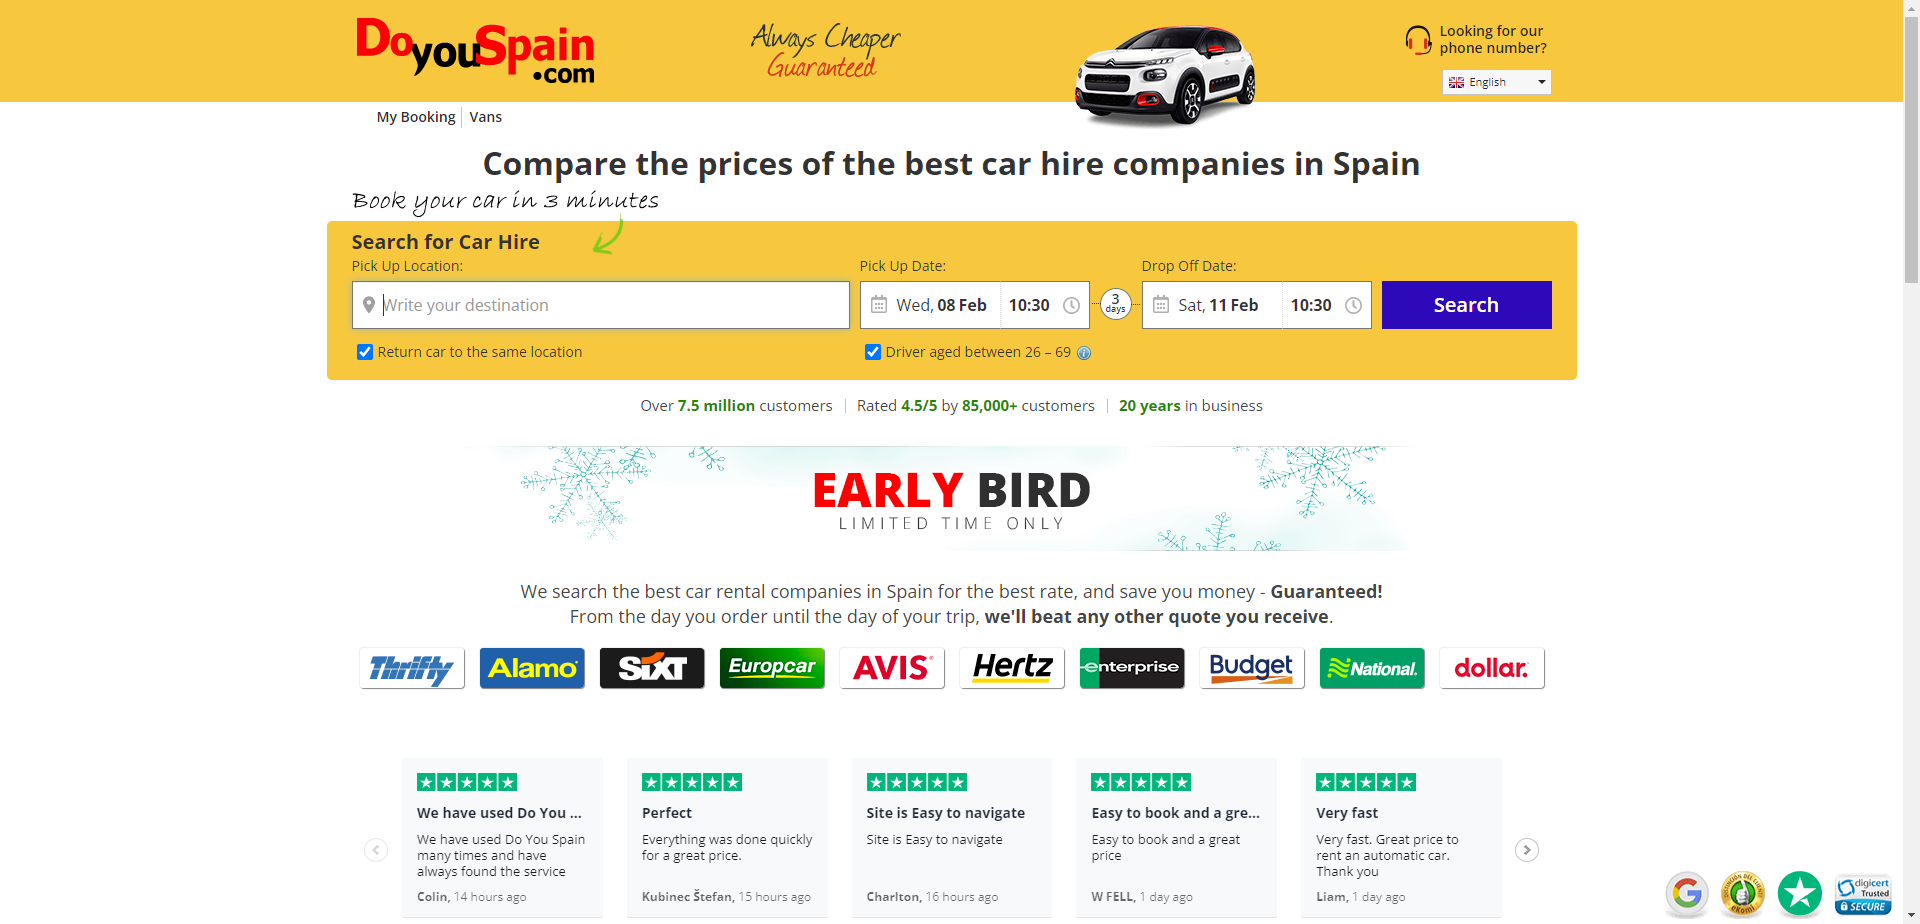 DoyouSpain
.com
Always Cheaper
Guaranteed
Looking for our
phone number?
English
My Booking
Vans
Compare the prices of the best car hire companies in Spain
Book your car in 3 minutes
Search for Car Hire
Pick Up Location:
Pick Up Date:
Drop Off Date:
Write your destination
Wed, 08 Feb
10:30
3
days
Sat, 11 Feb
10:30
Search
Return car to the same location
Driver aged between 26 – 69
Over 7.5 million customers
Rated 4.5/5 by 85,000+ customers
20 years in business
EARLY BIRD
LIMITED TIME ONLY
We search the best car rental companies in Spain for the best rate, and save you money - Guaranteed!
From the day you order until the day of your trip, we'll beat any other quote you receive.
Thrifty
Alamo
SiXT
Europcar
AVIS
Hertz
enterprise
Budget
National.
dollar.
We have used Do You ...
We have used Do You Spain
many times and have
always found the service
Colin, 14 hours ago
Perfect
Everything was done quickly
for a great price.
Kubinec Štefan, 15 hours ago
Site is Easy to navigate
Site is Easy to navigate
Charlton, 16 hours ago
Easy to book and a gre...
Easy to book and a great
price
W FELL, 1 day ago
Very fast
Very fast. Great price to
rent an automatic car.
Thank you
Liam, 1 day ago
G
eKomi
digicert
Trusted
SECURE